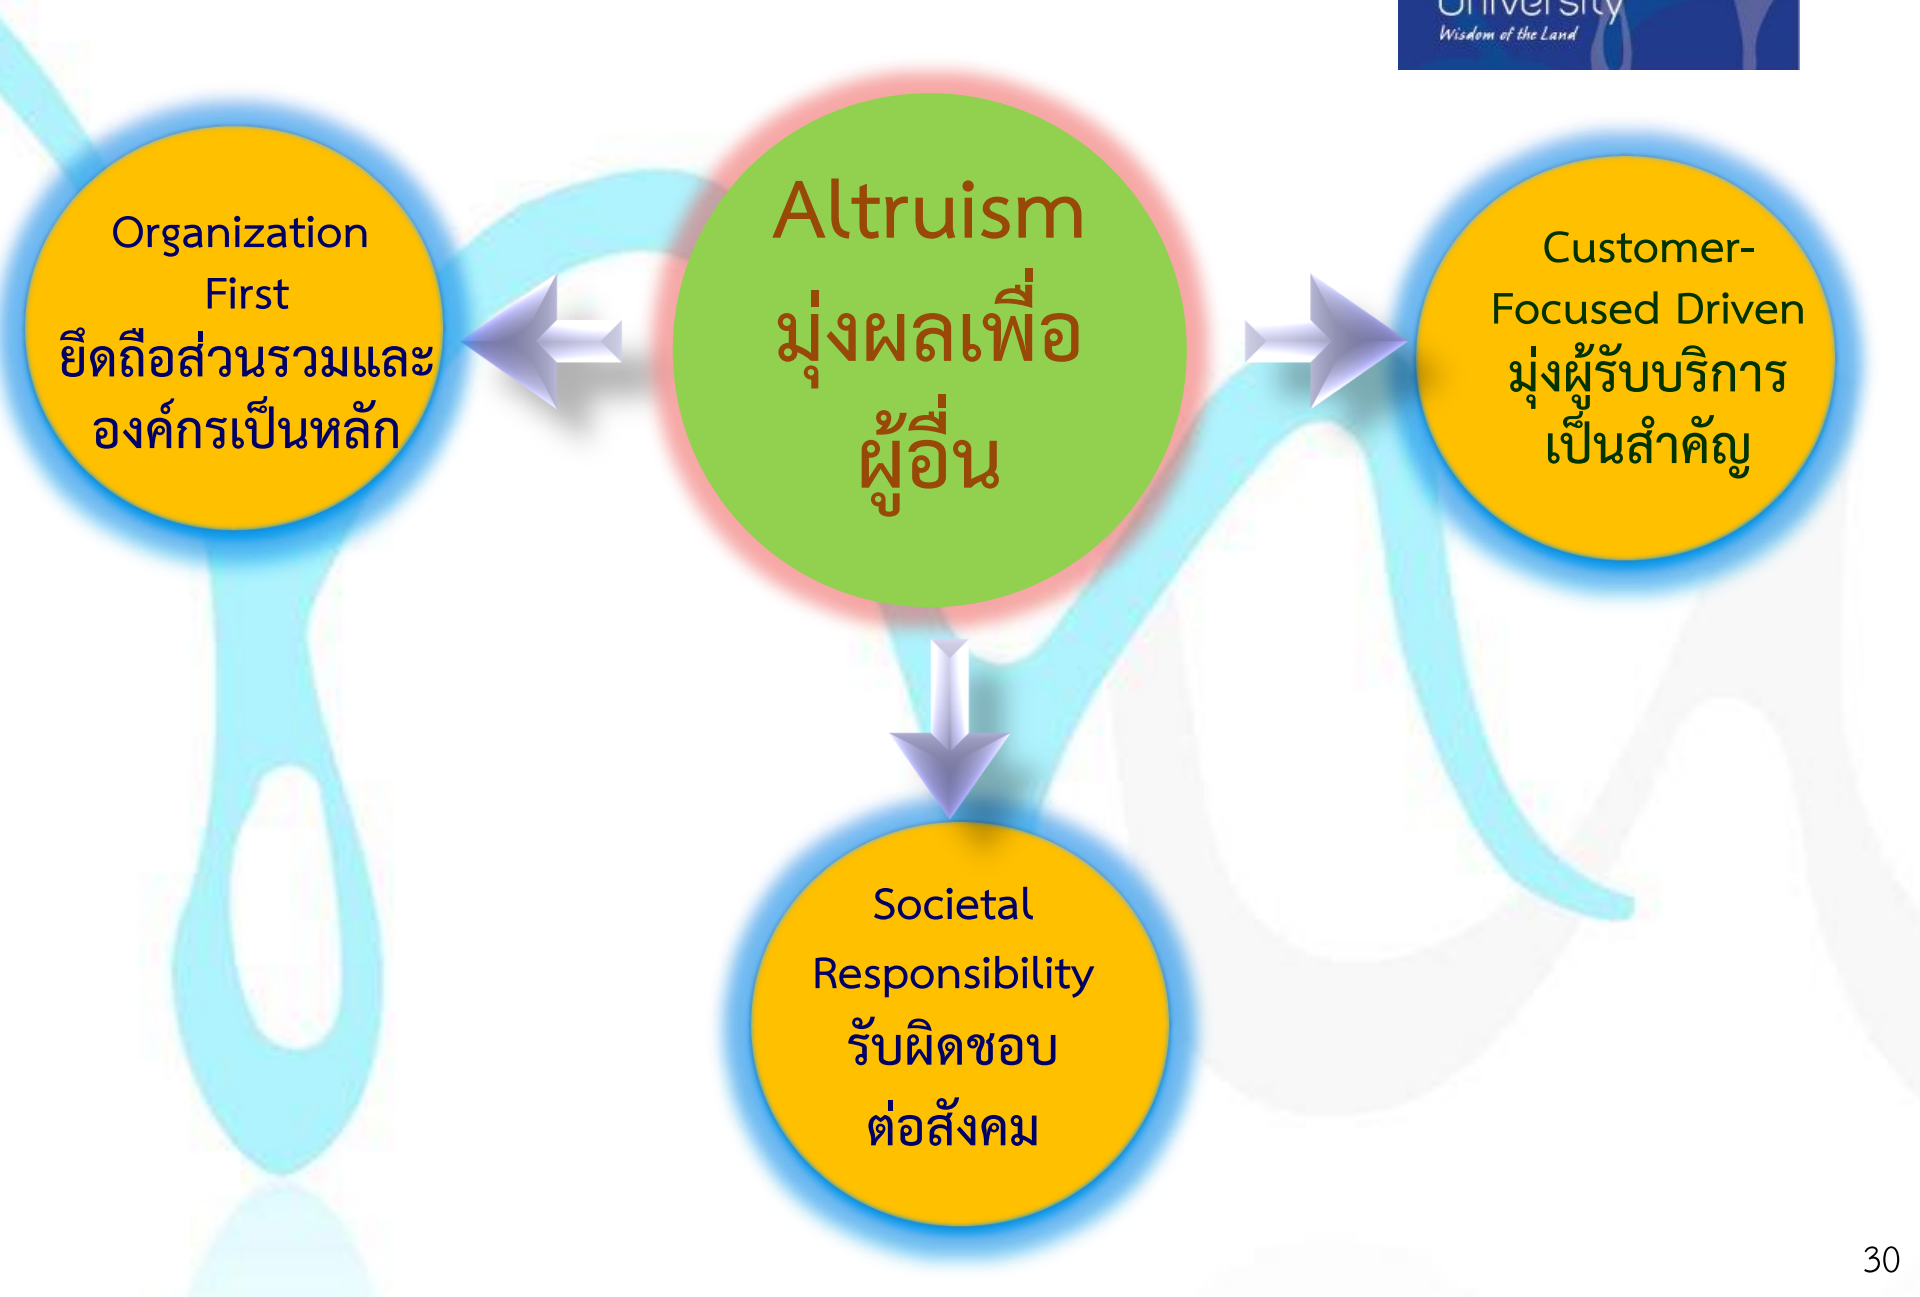 University
Wisdom of the Land
Altruism
มุ่งผลเพื่อ
ผู้อื่น
Organization
First
ยึดถือส่วนรวมและ
องค์กรเป็นหลัก
Customer-
Focused Driven
มุ่งผู้รับบริการ
เป็นสำคัญ
Societal
Responsibility
รับผิดชอบ
ต่อสังคม
30